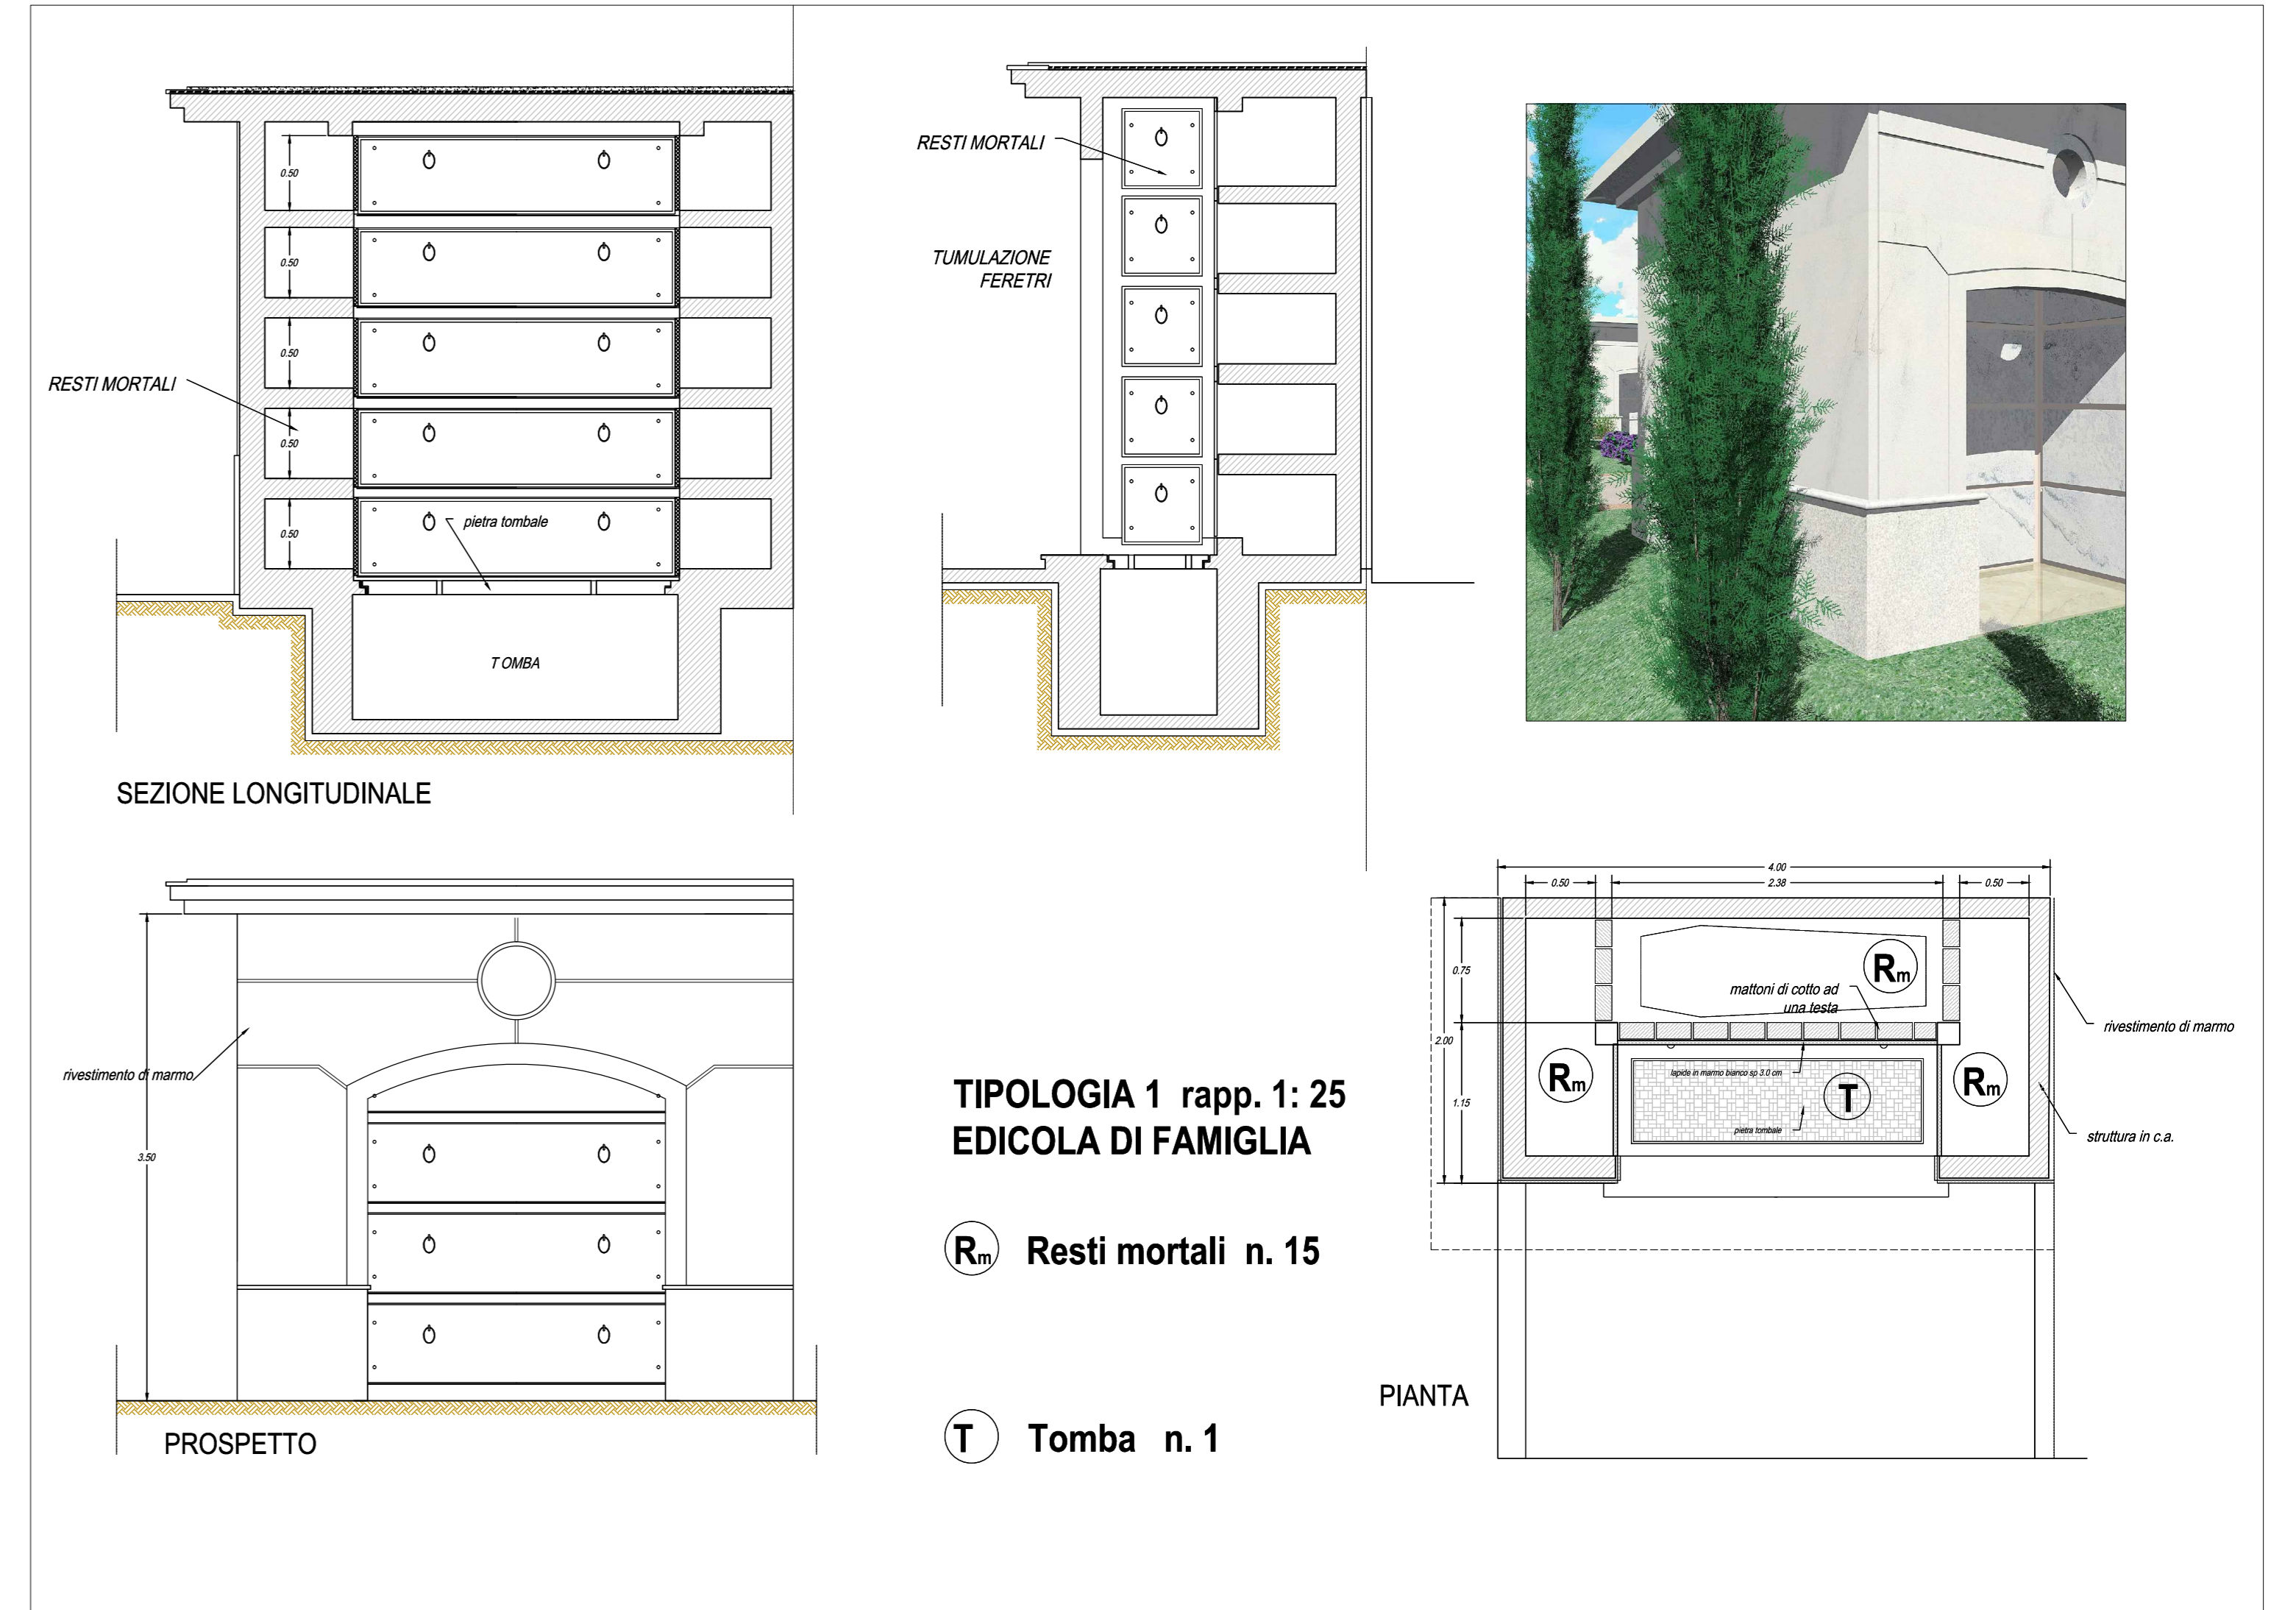 RESTI MORTALI
0.50
0.50
0.50
0.50
0.50
pietra tombale
T OMBA
SEZIONE LONGITUDINALE
RESTI MORTALI
TUMULAZIONE
FERETRI
rivestimento di marmo
3.50
PROSPETTO
TIPOLOGIA 1 rapp. 1: 25
EDICOLA DI FAMIGLIA
Rm Resti mortali n. 15
T Tomba n. 1
4.00
0.50
2.38
0.50
0.75
2.00
1.15
Rm
mattoni di cotto ad
una testa
Rm
lapide in marmo bianco sp 3.0 cm
T
pietra tombale
Rm
rivestimento di marmo
struttura in c.a.
PIANTA